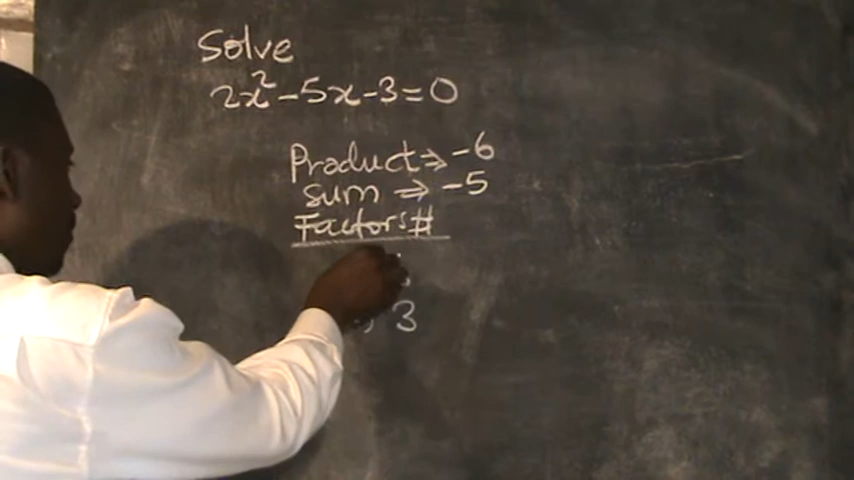 Solve
2x² - 5x - 3 = 0
Product ⇒ -6
sum ⇒ -5
Factors#
, 3